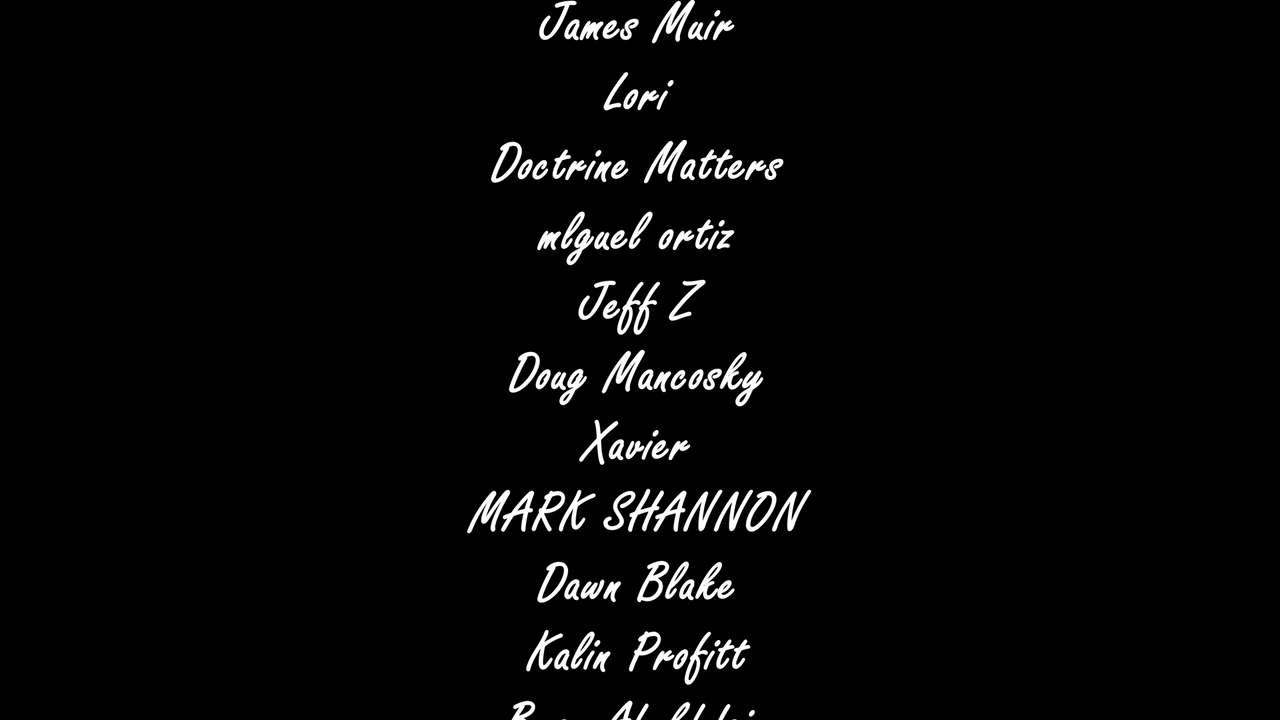 James Muir
Lori
Doctrine Matters
mlguel ortiz
Jeff Z
Doug Mancosky
Xavier
MARK SHANNON
Dawn Blake
Kalin Profitt